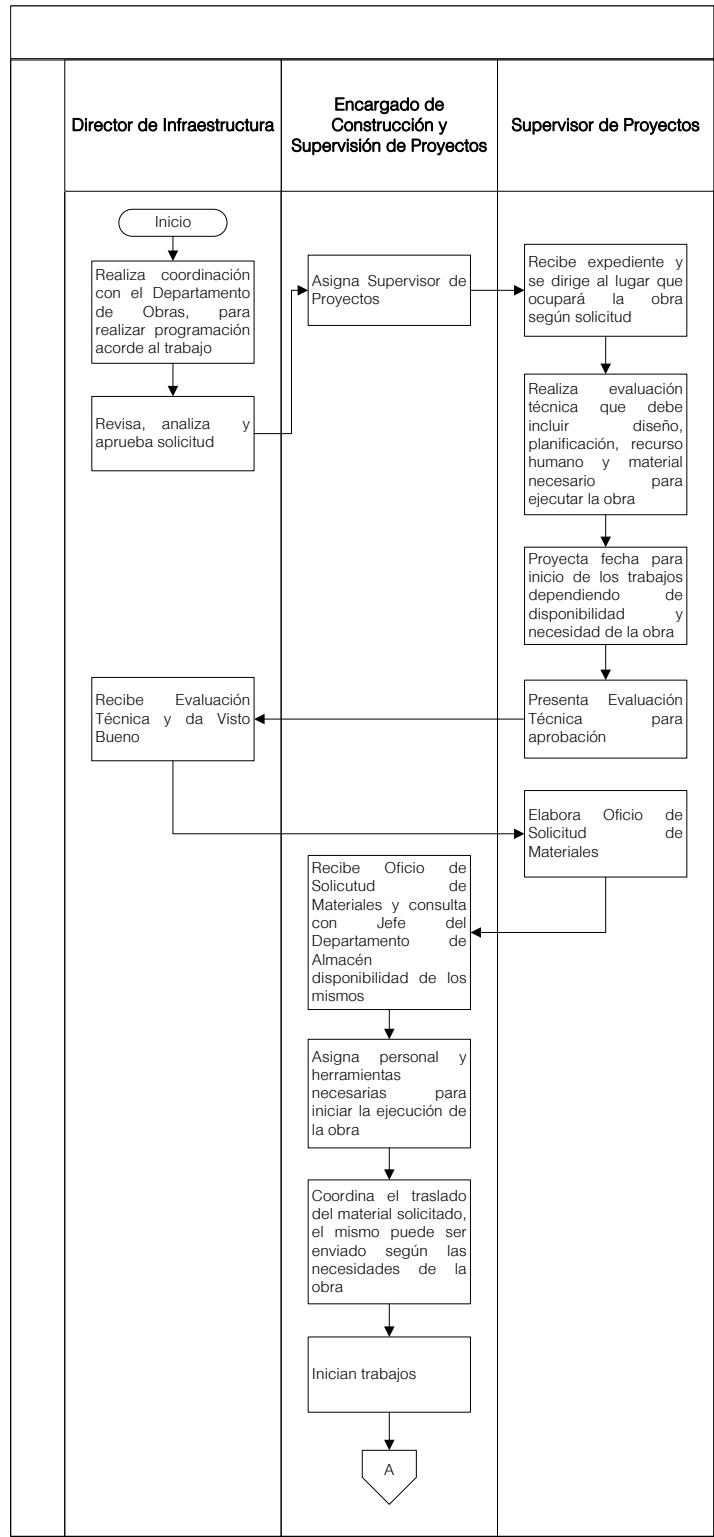 Director de Infraestructura
Encargado de
Construcción y
Supervisión de Proyectos
Supervisor de Proyectos
Inicio
Realiza coordinación
con el Departamento
de Obras, para
realizar programación
acorde al trabajo
Revisa, analiza y
aprueba solicitud
Asigna Supervisor de
Proyectos
Recibe expediente y
se dirige al lugar que
ocupará la obra
según solicitud
Realiza evaluación
técnica que debe
incluir diseño,
planificación, recurso
humano y material
necesario para
ejecutar la obra
Proyecta fecha para
inicio de los trabajos
dependiendo de
disponibilidad y
necesidad de la obra
Presenta Evaluación
Técnica para
aprobación
Recibe Evaluación
Técnica y da Visto
Bueno
Elabora Oficio de
Solicitud de
Materiales
Recibe Oficio de
Solicutud de
Materiales y consulta
con Jefe del
Departamento de
Almacén
disponibilidad de los
mismos
Asigna personal y
herramientas
necesarias para
iniciar la ejecución de
la obra
Coordina el traslado
del material solicitado,
el mismo puede ser
enviado según las
necesidades de la
obra
Inician trabajos
A